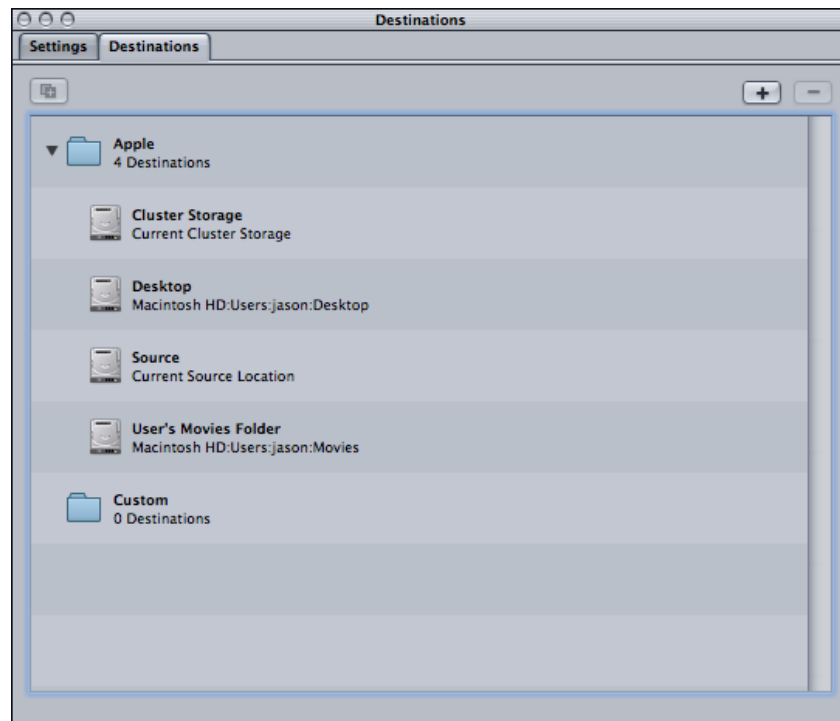 Destinations
Settings
Destinations
Apple
4 Destinations
Cluster Storage
Current Cluster Storage
Desktop
Macintosh HD:Users:jason:Desktop
Source
Current Source Location
User's Movies Folder
Macintosh HD:Users:jason:Movies
Custom
0 Destinations